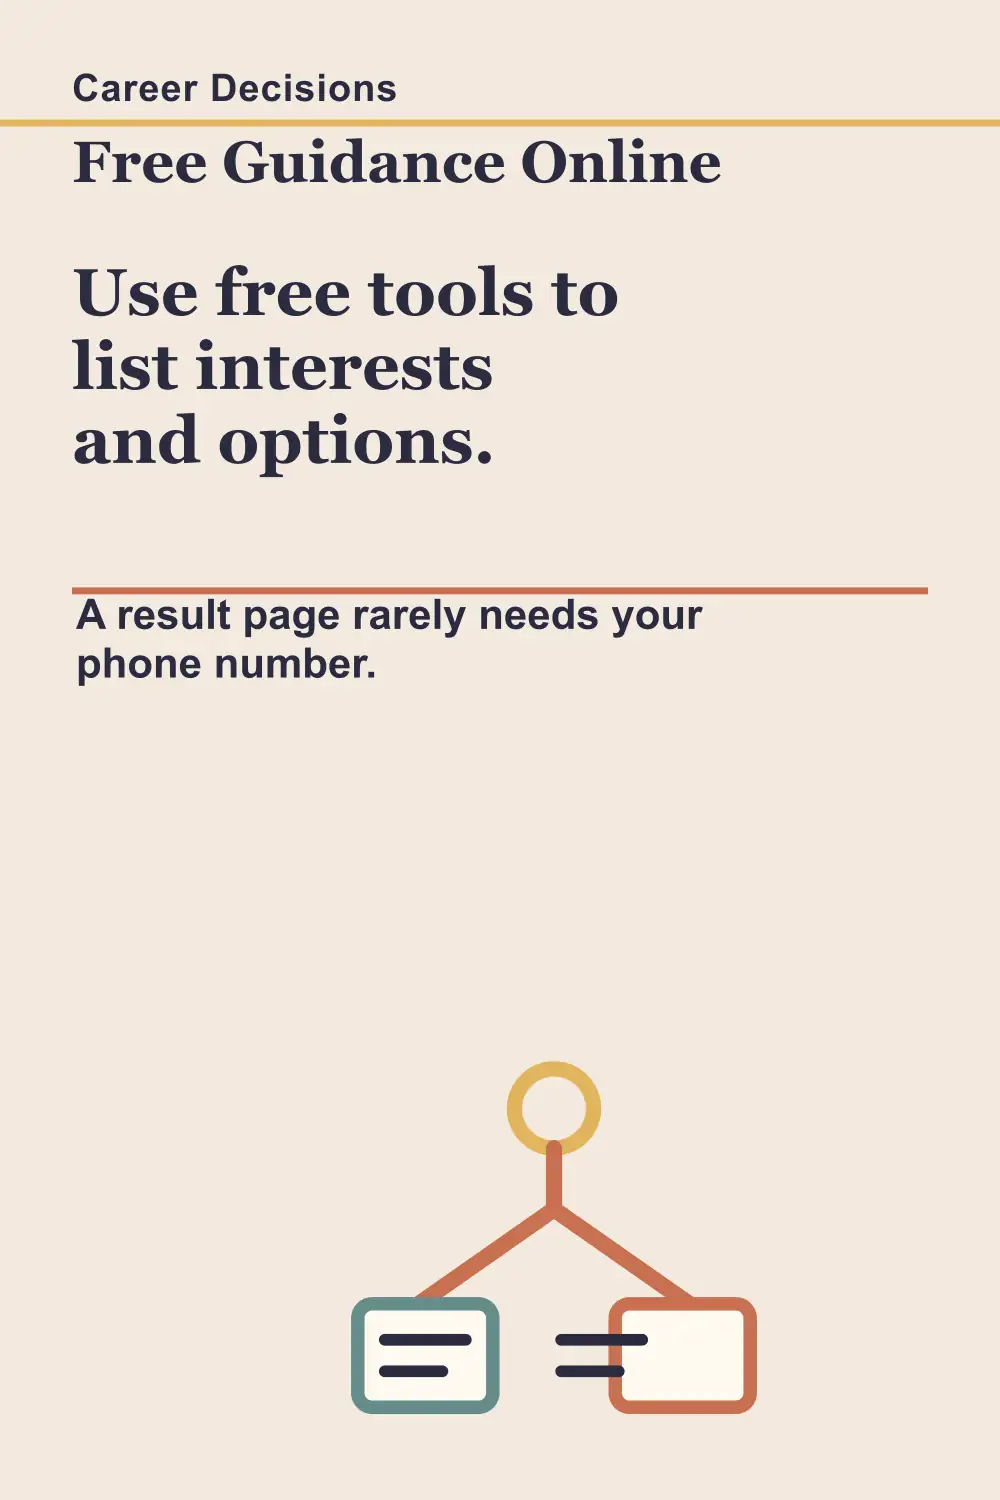 Career Decisions
Free Guidance Online
Use free tools to
list interests
and options.
A result page rarely needs your
phone number.